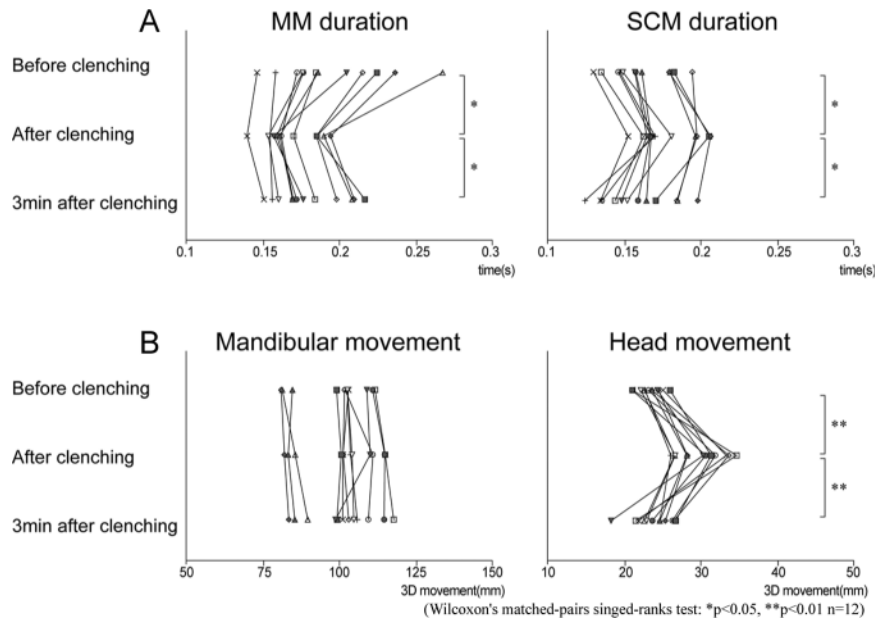 A
MM duration
SCM duration
Before clenching
After clenching
3min after clenching
*
*
*
*
0.1 0.15 0.2 0.25 0.3
time(s)
0.1 0.15 0.2 0.25 0.3
time(s)
B
Mandibular movement
Head movement
Before clenching
After clenching
3min after clenching
**
**
50 75 100 125 150
3D movement(mm)
10 20 30 40 50
3D movement(mm)
(Wilcoxon's matched-pairs singed-ranks test: *p<0.05, **p<0.01 n=12)